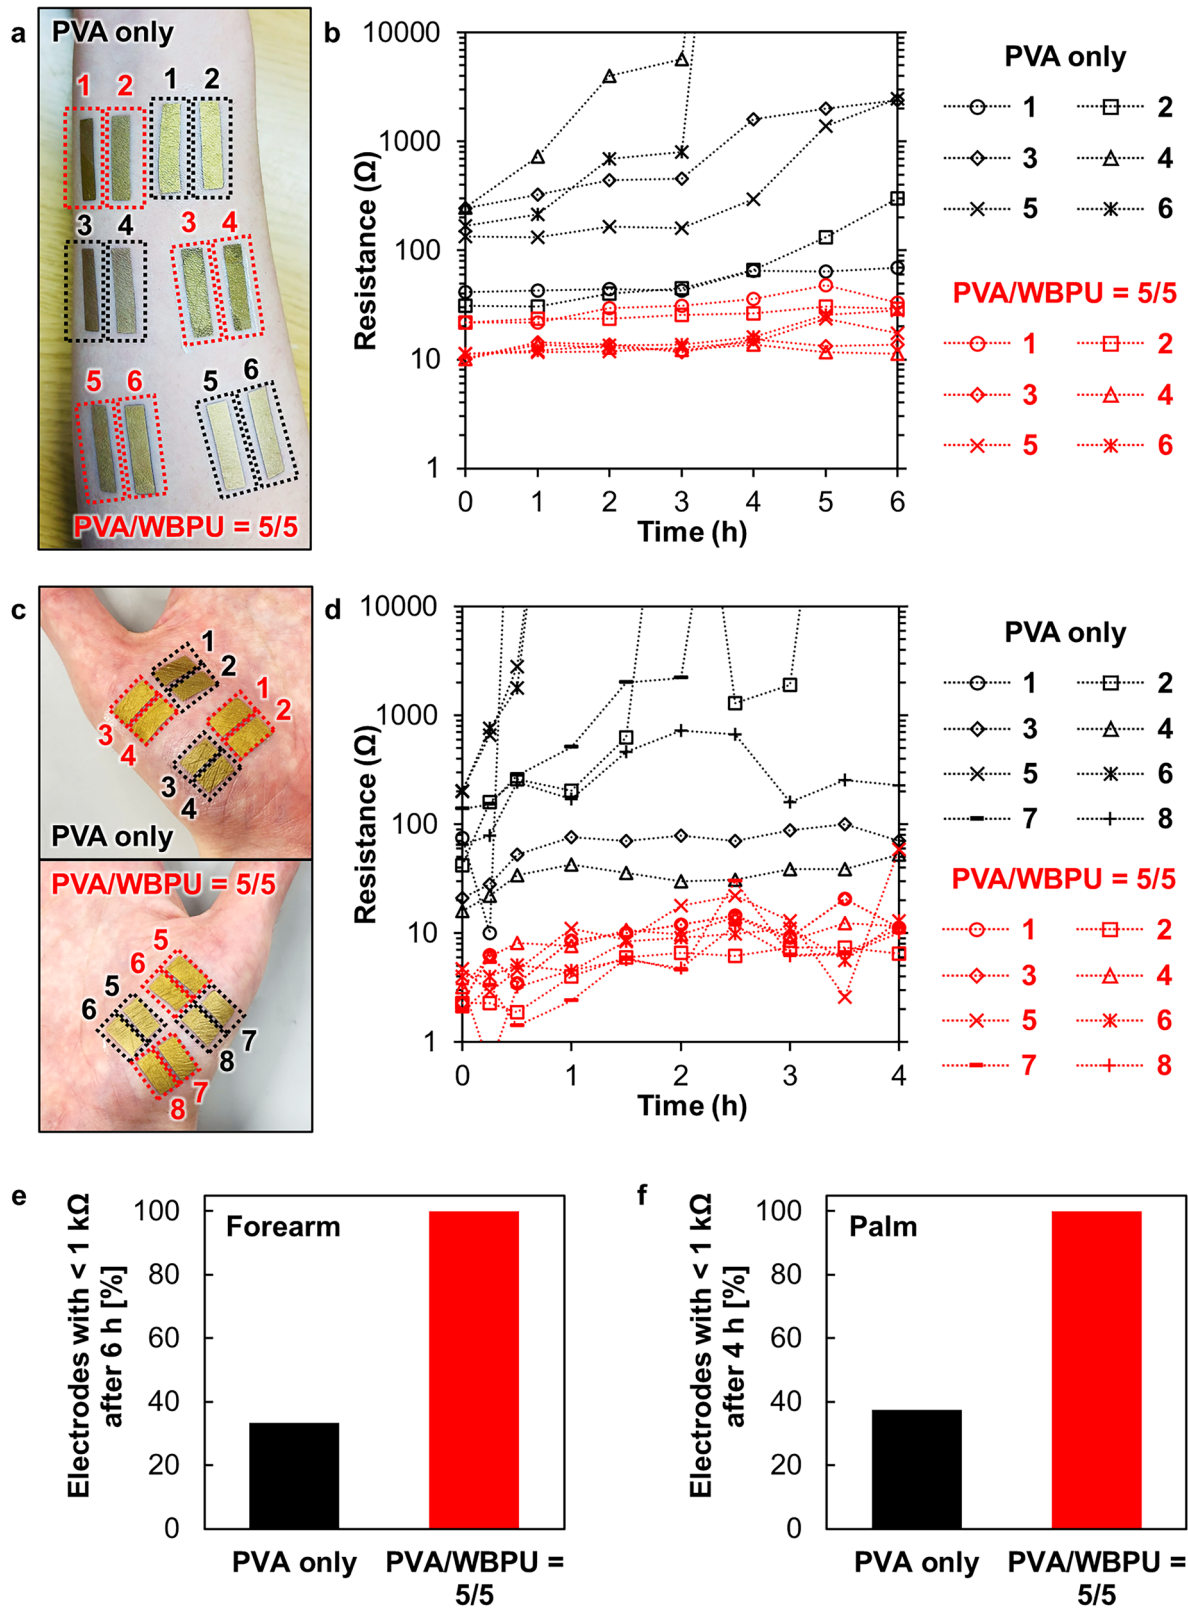 a
PVA only
1 2 1 2
3 4 3 4
5 6 5 6
PVA/WBPU = 5/5
b
10000
1000
100
10
1
Resistance (Ω)
0 1 2 3 4 5 6
Time (h)
PVA only
1 2
3 4
5 6
PVA/WBPU = 5/5
1 2
3 4
5 6
c
1
2
1
2
3
4
3
4
PVA only
PVA/WBPU = 5/5
5
6
5
6
7
8
7
8
d
10000
1000
100
10
1
Resistance (Ω)
0 1 2 3 4
Time (h)
PVA only
1 2
3 4
5 6
7 8
PVA/WBPU = 5/5
1 2
3 4
5 6
7 8
e
Electrodes with < 1 kΩ
after 6 h [%]
100
80
60
40
20
0
Forearm
PVA only
PVA/WBPU =
5/5
f
Electrodes with < 1 kΩ
after 4 h [%]
100
80
60
40
20
0
Palm
PVA only
PVA/WBPU =
5/5